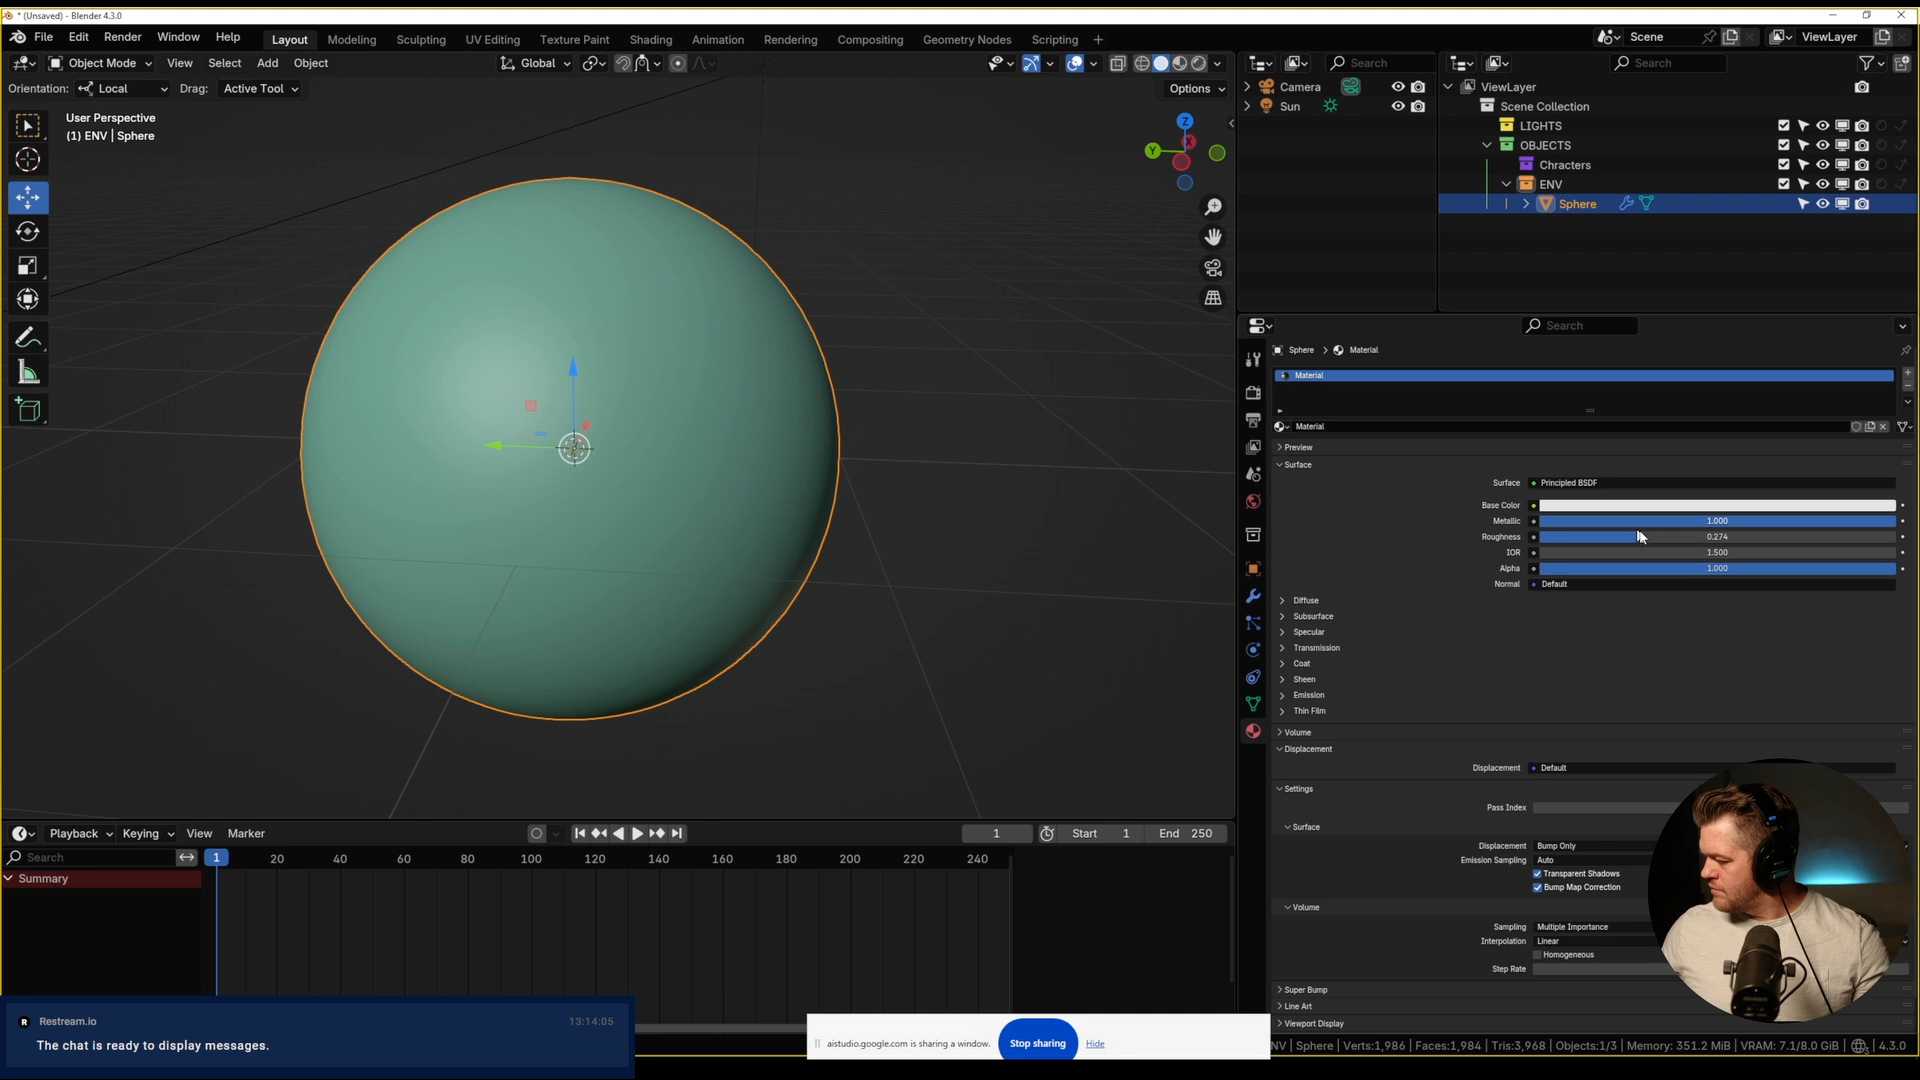 * (Unsaved) - Blender 4.3.0
File Edit Render Window Help
Layout Modeling Sculpting UV Editing Texture Paint Shading Animation Rendering Compositing Geometry Nodes Scripting +
Scene
ViewLayer
Object Mode View Select Add Object
Global
Search
Search
Orientation: Local Drag: Active Tool
Options
User Perspective
(1) ENV | Sphere
Z
X
Y
Camera
Sun
ViewLayer
Scene Collection
LIGHTS
OBJECTS
Chracters
ENV
Sphere
Search
Sphere > Material
Material
Material
Preview
Surface
Surface Principled BSDF
Base Color
Metallic 1.000
Roughness 0.274
IOR 1.500
Alpha 1.000
Normal Default
Diffuse
Subsurface
Specular
Transmission
Coat
Sheen
Emission
Thin Film
Volume
Displacement
Displacement Default
Settings
Pass Index
Surface
Displacement Bump Only
Emission Sampling Auto
Transparent Shadows
Bump Map Correction
Volume
Sampling Multiple Importance
Interpolation Linear
Homogeneous
Step Rate
Super Bump
Line Art
Viewport Display
Playback Keying View Marker
1 Start 1 End 250
Search
1 20 40 60 80 100 120 140 160 180 200 220 240
Summary
R Restream.io 13:14:05
The chat is ready to display messages.
aistudio.google.com is sharing a window. Stop sharing Hide
NV | Sphere | Verts:1,986 | Faces:1,984 | Tris:3,968 | Objects:1/3 | Memory: 351.2 MiB | VRAM: 7.1/8.0 GiB | 4.3.0